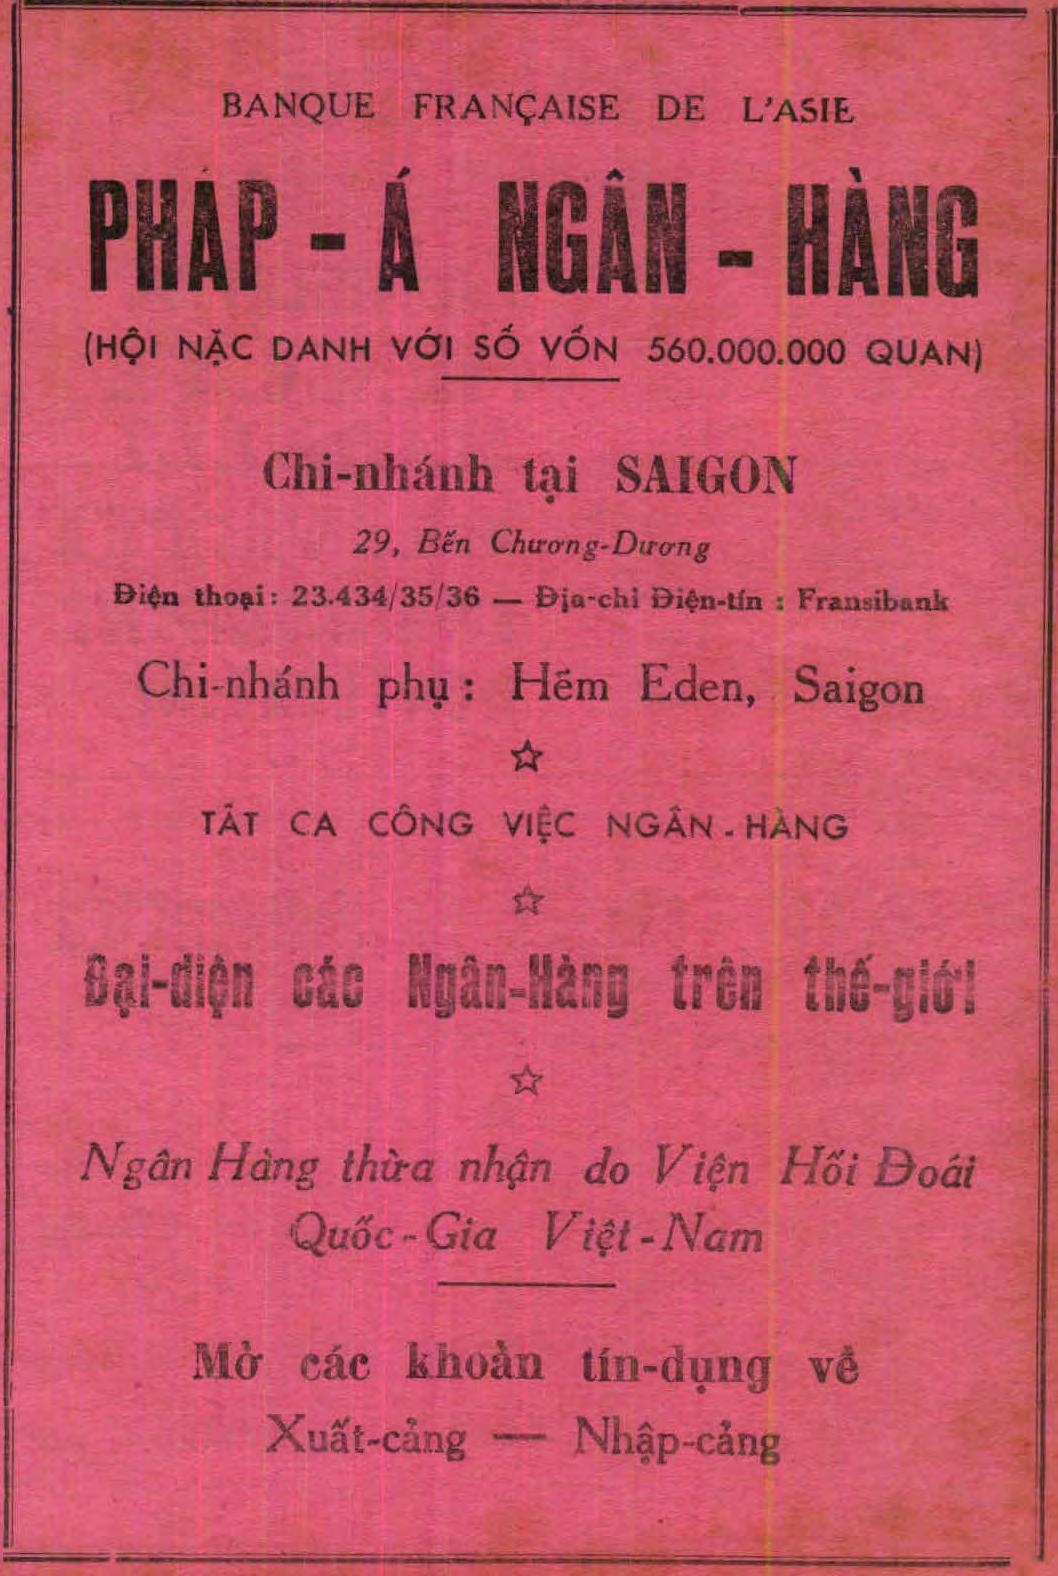 BANQUE FRANÇAISE DE L'ASIE
PHÁP - Á NGÂN - HÀNG
(HỘI NẶC DANH VỚI SỐ VỐN 560.000.000 QUAN)
Chi-nhánh tại SAIGON
29, Bến Chương-Dương
Điện thoại: 23.434/35/36 — Địa-chỉ Điện-tín : Fransibank
Chi-nhánh phụ : Hẻm Eden, Saigon
☆
TẤT CẢ CÔNG VIỆC NGÂN - HÀNG
☆
Đại-diện các Ngân-Hàng trên thế-giới
☆
Ngân Hàng thừa nhận do Viện Hối Đoái
Quốc - Gia Việt - Nam
Mở các khoản tín-dụng về
Xuất-cảng — Nhập-cảng